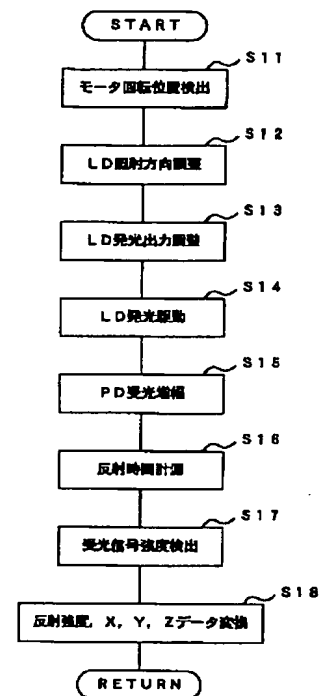 START
S11
モータ回転位置検出
S12
LD照射方向調整
S13
LD発光出力調整
S14
LD発光駆動
S15
PD受光増幅
S16
反射時間計測
S17
受光信号強度検出
S18
反射強度, X, Y, Zデータ変換
RETURN